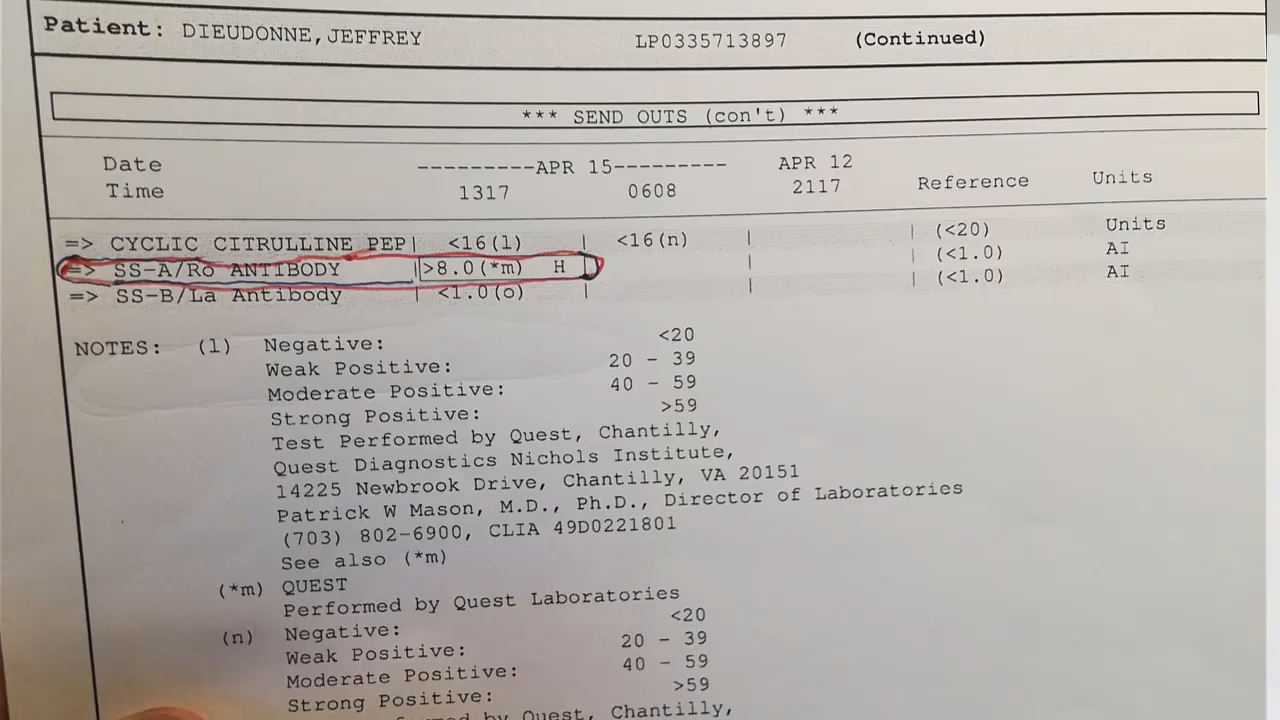 Patient: DIEUDONNE, JEFFREY LP0335713897 (Continued)
*** SEND OUTS (con't) ***
Date ---------APR 15--------- APR 12
Time 1317 0608 2117 Reference Units
=> CYCLIC CITRULLINE PEP| <16(l) | <16(n) | | (<20) Units
=> SS-A/Ro ANTIBODY |>8.0(*m) H | | (<1.0) AI
=> SS-B/La Antibody | <1.0(o) | | | (<1.0) AI
NOTES: (l) Negative: <20
Weak Positive: 20 - 39
Moderate Positive: 40 - 59
Strong Positive: >59
Test Performed by Quest, Chantilly,
Quest Diagnostics Nichols Institute,
14225 Newbrook Drive, Chantilly, VA 20151
Patrick W Mason, M.D., Ph.D., Director of Laboratories
(703) 802-6900, CLIA 49D0221801
See also (*m)
(*m) QUEST
Performed by Quest Laboratories
(n) Negative: <20
Weak Positive: 20 - 39
Moderate Positive: 40 - 59
Strong Positive: >59
by Quest, Chantilly,